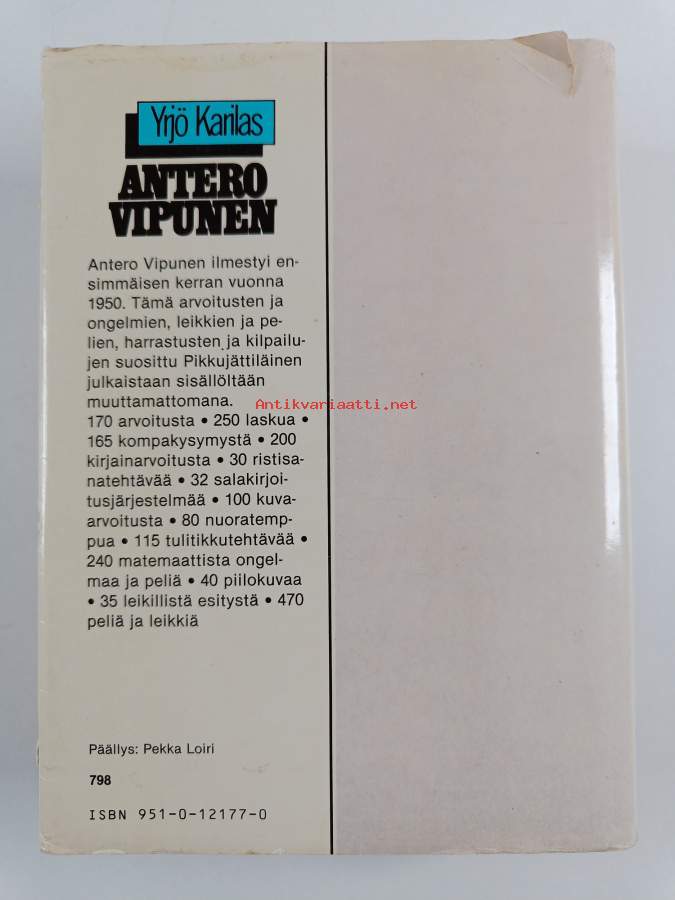 Yrjö Karilas
ANTERO
VIPUNEN
Antero Vipunen ilmestyi en-
simmäisen kerran vuonna
1950. Tämä arvoitusten ja
ongelmien, leikkien ja pe-
lien, harrastusten ja kilpailu-
jen suosittu Pikkujättiläinen
julkaistaan sisällöltään
muuttamattomana.
Antikvariaatti.net
170 arvoitusta • 250 laskua •
165 kompakysymystä • 200
kirjainarvoitusta • 30 ristisa-
natehtävää • 32 salakirjoi-
tusjärjestelmää • 100 kuva-
arvoitusta • 80 nuoratemp-
pua • 115 tulitikkutehtävää •
240 matemaattista ongel-
maa ja peliä • 40 piilokuvaa
• 35 leikillistä esitystä • 470
peliä ja leikkiä
Päällys: Pekka Loiri
798
ISBN 951-0-12177-0